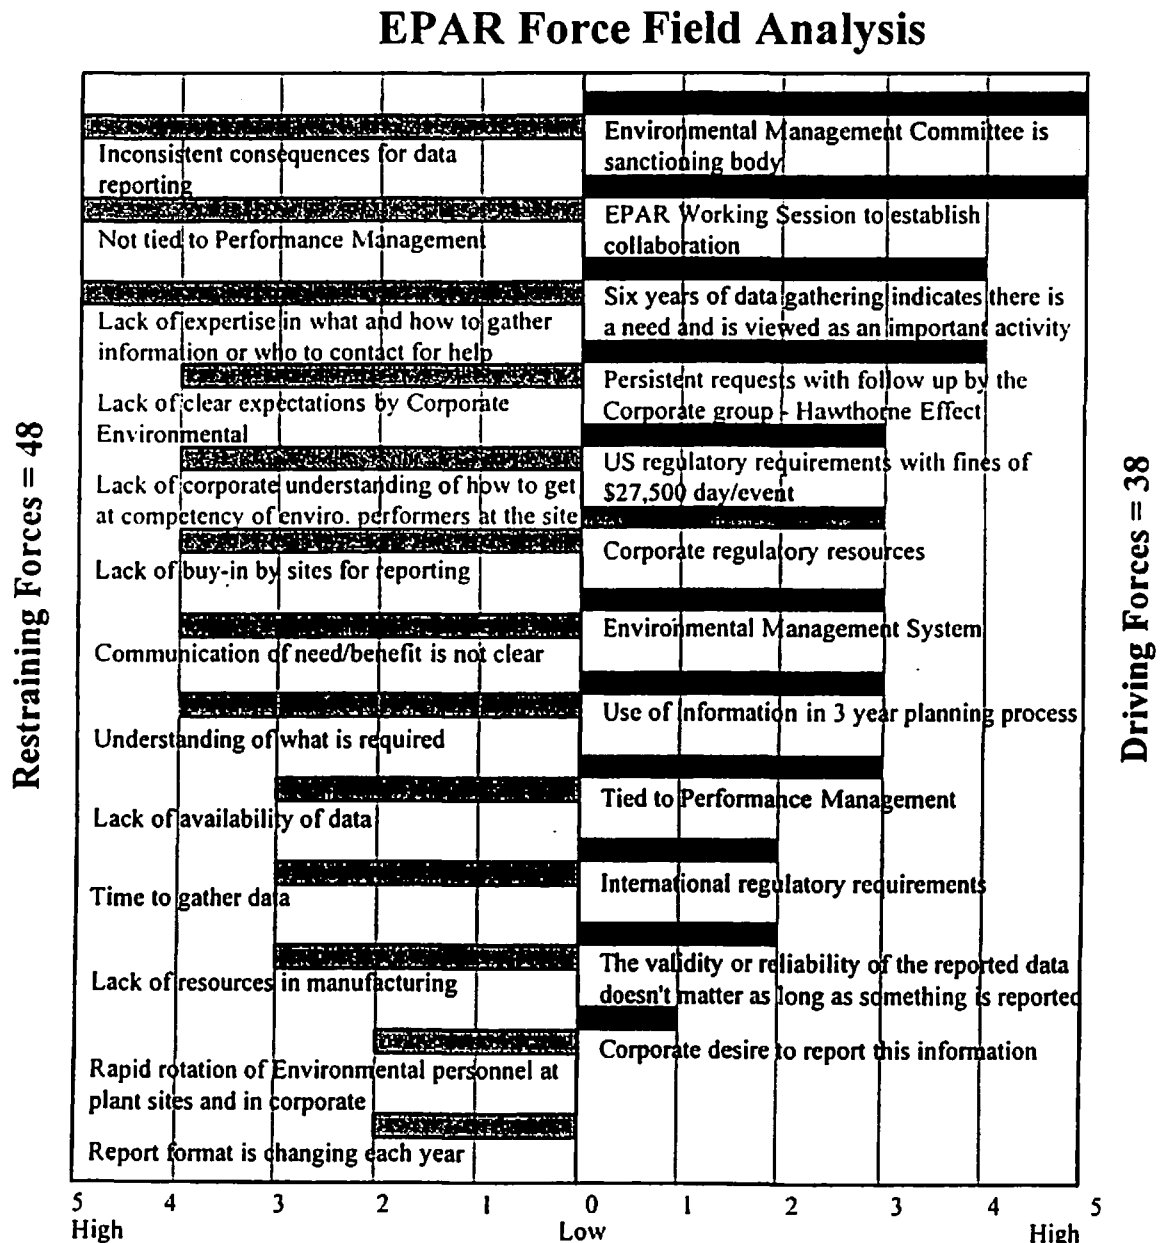 EPAR Force Field Analysis
Restraining Forces = 48
Inconsistent consequences for data
reporting
Not tied to Performance Management
Lack of expertise in what and how to gather
information or who to contact for help
Lack of clear expectations by Corporate
Environmental
Lack of corporate understanding of how to get
at competency of enviro. performers at the site
Lack of buy-in by sites for reporting
Communication of need/benefit is not clear
Understanding of what is required
Lack of availability of data
Time to gather data
Lack of resources in manufacturing
Rapid rotation of Environmental personnel at
plant sites and in corporate
Report format is changing each year
Environmental Management Committee is
sanctioning body
EPAR Working Session to establish
collaboration
Six years of data gathering indicates there is
a need and is viewed as an important activity
Persistent requests with follow up by the
Corporate group - Hawthorne Effect
US regulatory requirements with fines of
$27,500 day/event
Corporate regulatory resources
Environmental Management System
Use of Information in 3 year planning process
Tied to Performance Management
International regulatory requirements
The validity or reliability of the reported data
doesn't matter as long as something is reported
Corporate desire to report this information
Driving Forces = 38
5 4 3 2 1 0 1 2 3 4 5
High Low High